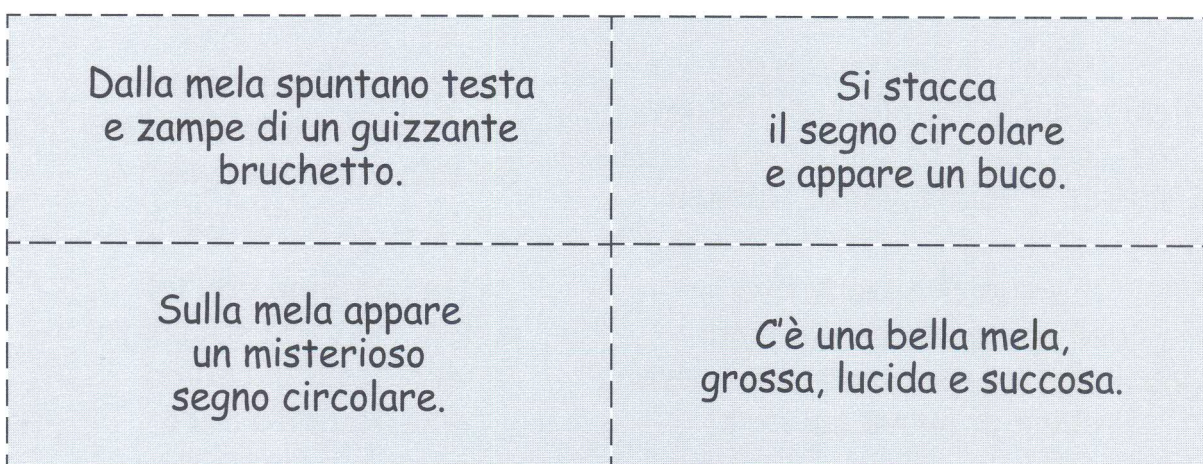 Dalla mela spuntano testa
e zampe di un guizzante
bruchetto.
Si stacca
il segno circolare
e appare un buco.
Sulla mela appare
un misterioso
segno circolare.
C'è una bella mela,
grossa, lucida e succosa.